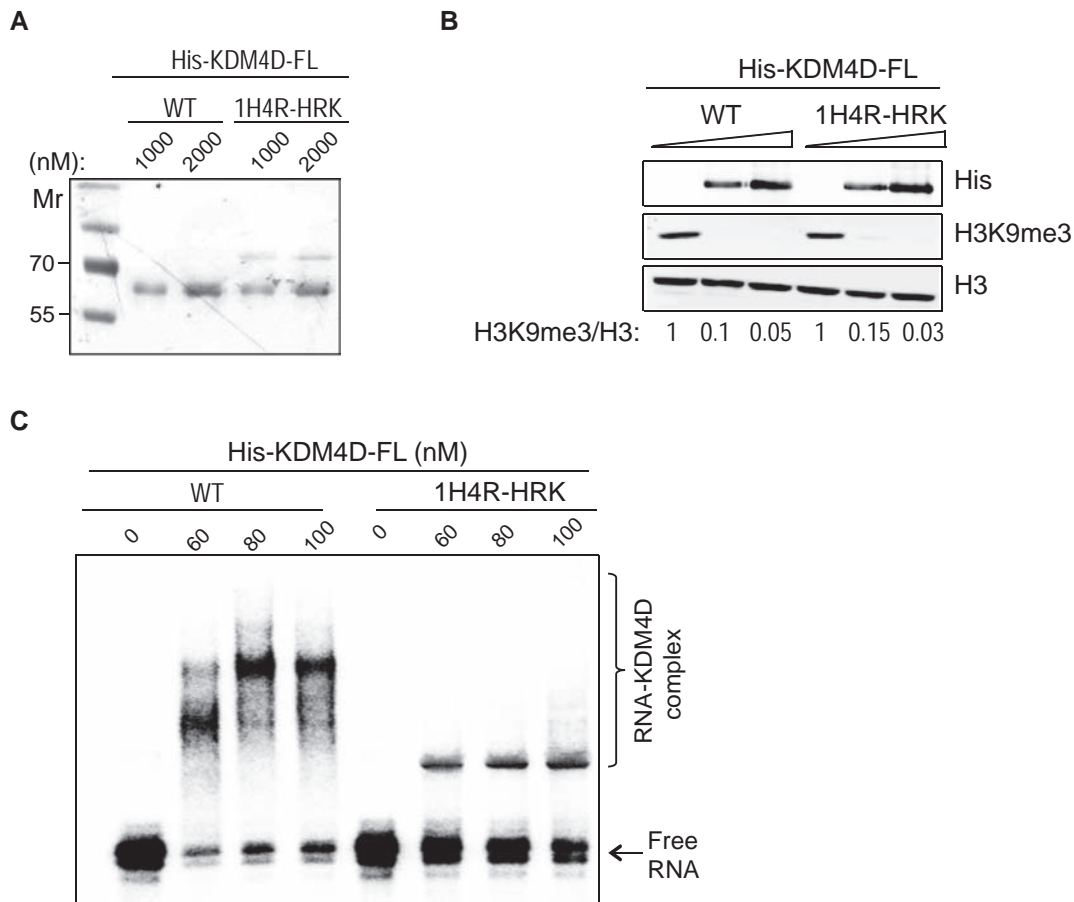 A
His-KDM4D-FL
WT 1H4R-HRK
(nM): 1000 2000 1000 2000
Mr
70
55
B
His-KDM4D-FL
WT 1H4R-HRK
His
H3K9me3
H3
H3K9me3/H3: 1 0.1 0.05 1 0.15 0.03
C
His-KDM4D-FL (nM)
WT 1H4R-HRK
0 60 80 100 0 60 80 100
RNA-KDM4D
complex
Free
RNA